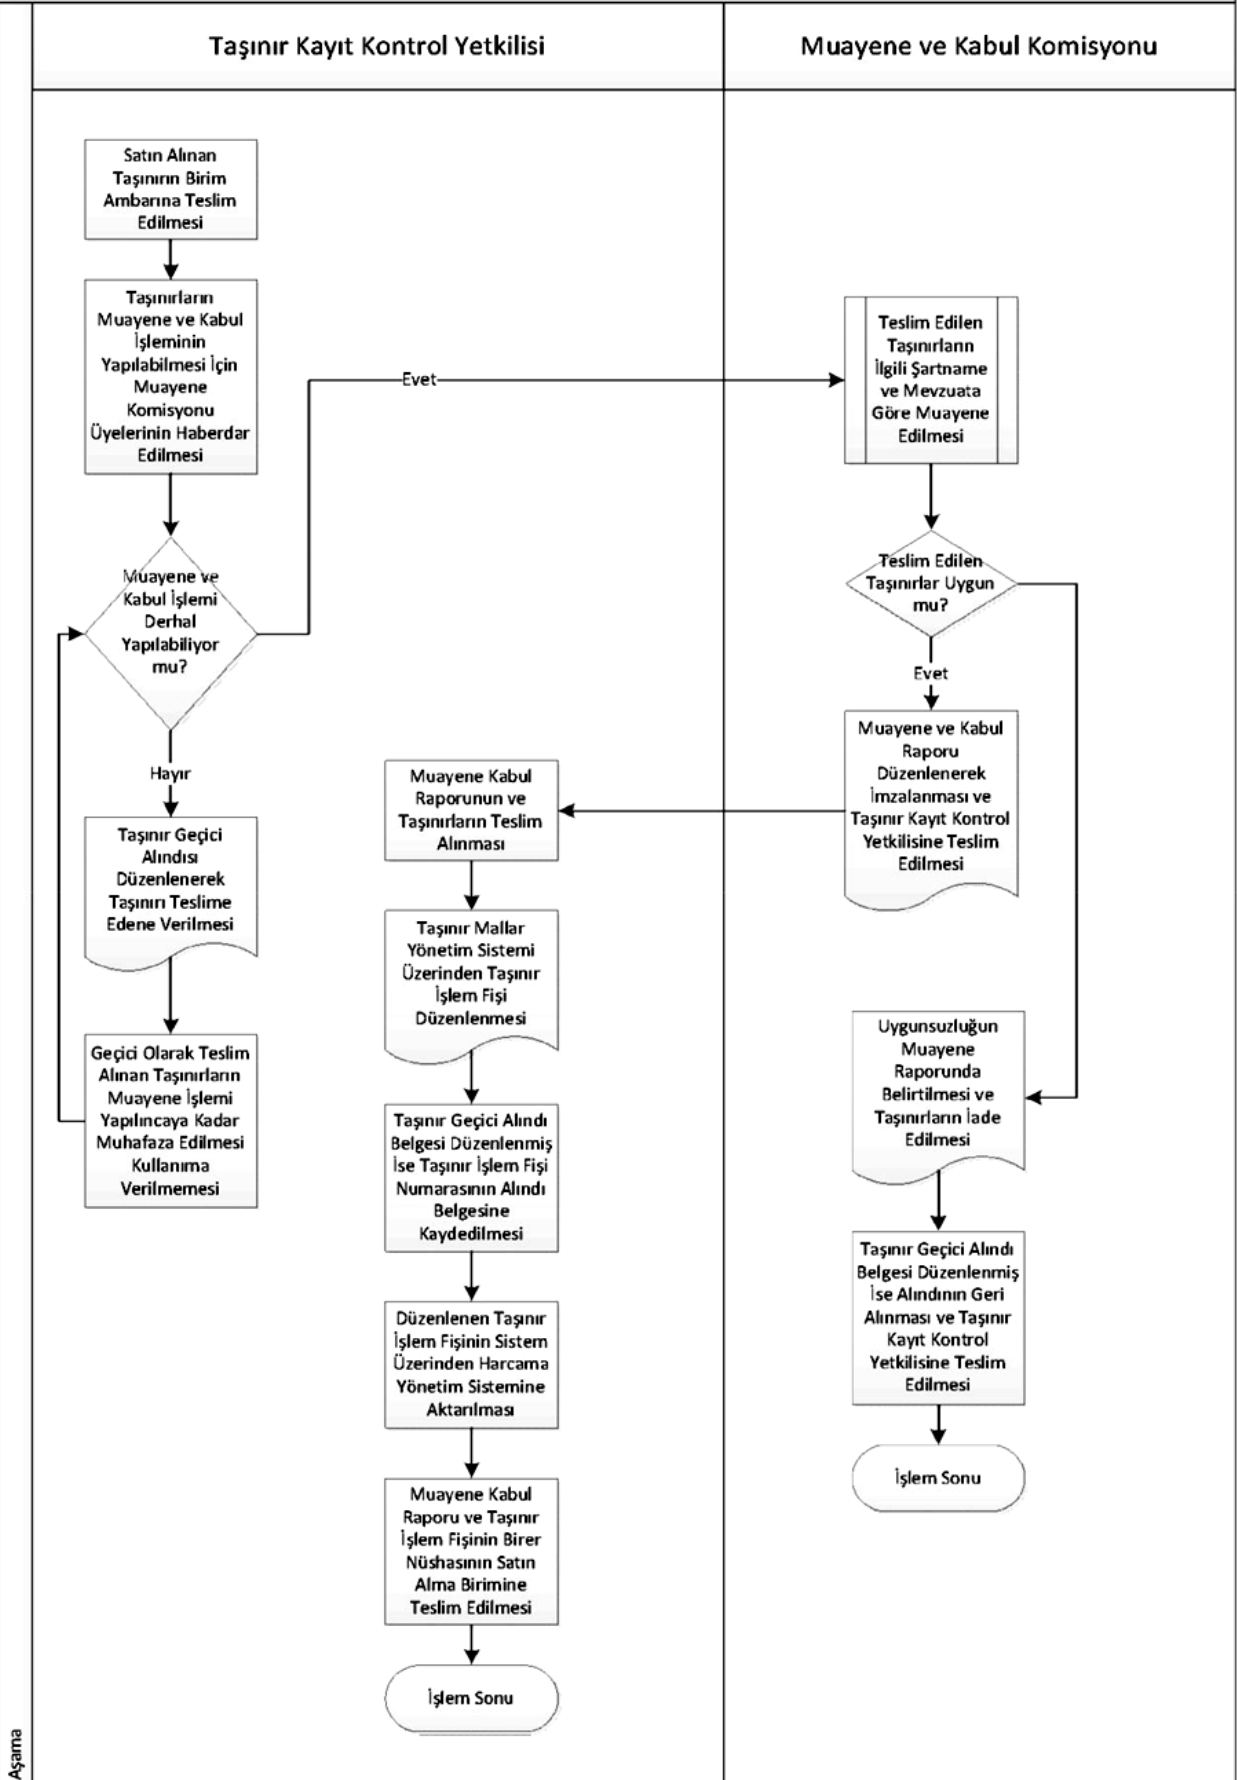 Taşınır Kayıt Kontrol Yetkilisi
Muayene ve Kabul Komisyonu
Satın Alınan
Taşınırın Birim
Ambarına Teslim
Edilmesi
Taşınırların
Muayene ve Kabul
İşleminin
Yapılabilmesi İçin
Muayene
Komisyonu
Üyelerinin Haberdar
Edilmesi
Muayene ve
Kabul İşlemi
Derhal
Yapılabiliyor
mu?
Evet
Hayır
Taşınır Geçici
Alındısı
Düzenlenerek
Taşınırı Teslime
Edene Verilmesi
Geçici Olarak Teslim
Alınan Taşınırların
Muayene İşlemi
Yapılıncaya Kadar
Muhafaza Edilmesi
Kullanıma
Verilmemesi
Teslim Edilen
Taşınırların
İlgili Şartname
ve Mevzuata
Göre Muayene
Edilmesi
Teslim Edilen
Taşınırlar Uygun
mu?
Evet
Muayene ve Kabul
Raporu
Düzenlenerek
İmzalanması ve
Taşınır Kayıt Kontrol
Yetkilisine Teslim
Edilmesi
Muayene Kabul
Raporunun ve
Taşınırların Teslim
Alınması
Taşınır Mallar
Yönetim Sistemi
Üzerinden Taşınır
İşlem Fişi
Düzenlenmesi
Taşınır Geçici Alındı
Belgesi Düzenlenmiş
İse Taşınır İşlem Fişi
Numarasının Alındı
Belgesine
Kaydedilmesi
Düzenlenen Taşınır
İşlem Fişinin Sistem
Üzerinden Harcama
Yönetim Sistemine
Aktarılması
Muayene Kabul
Raporu ve Taşınır
İşlem Fişinin Birer
Nüshasının Satın
Alma Birimine
Teslim Edilmesi
İşlem Sonu
Uygunsuzluğun
Muayene
Raporunda
Belirtilmesi ve
Taşınırların İade
Edilmesi
Taşınır Geçici Alındı
Belgesi Düzenlenmiş
İse Alındının Geri
Alınması ve Taşınır
Kayıt Kontrol
Yetkilisine Teslim
Edilmesi
İşlem Sonu
Aşama